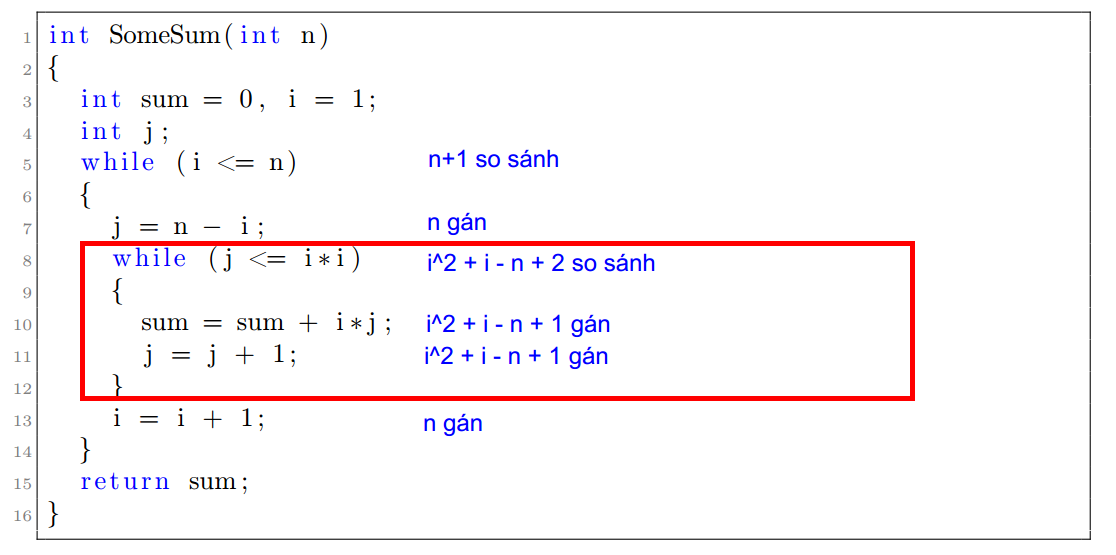 1 int SomeSum(int n)
2 {
3 int sum = 0, i = 1;
4 int j;
5 while (i <= n) n+1 so sánh
6 {
7 j = n − i; n gán
8 while (j <= i*i) i^2 + i - n + 2 so sánh
9 {
10 sum = sum + i*j; i^2 + i - n + 1 gán
11 j = j + 1; i^2 + i - n + 1 gán
12 }
13 i = i + 1; n gán
14 }
15 return sum;
16 }